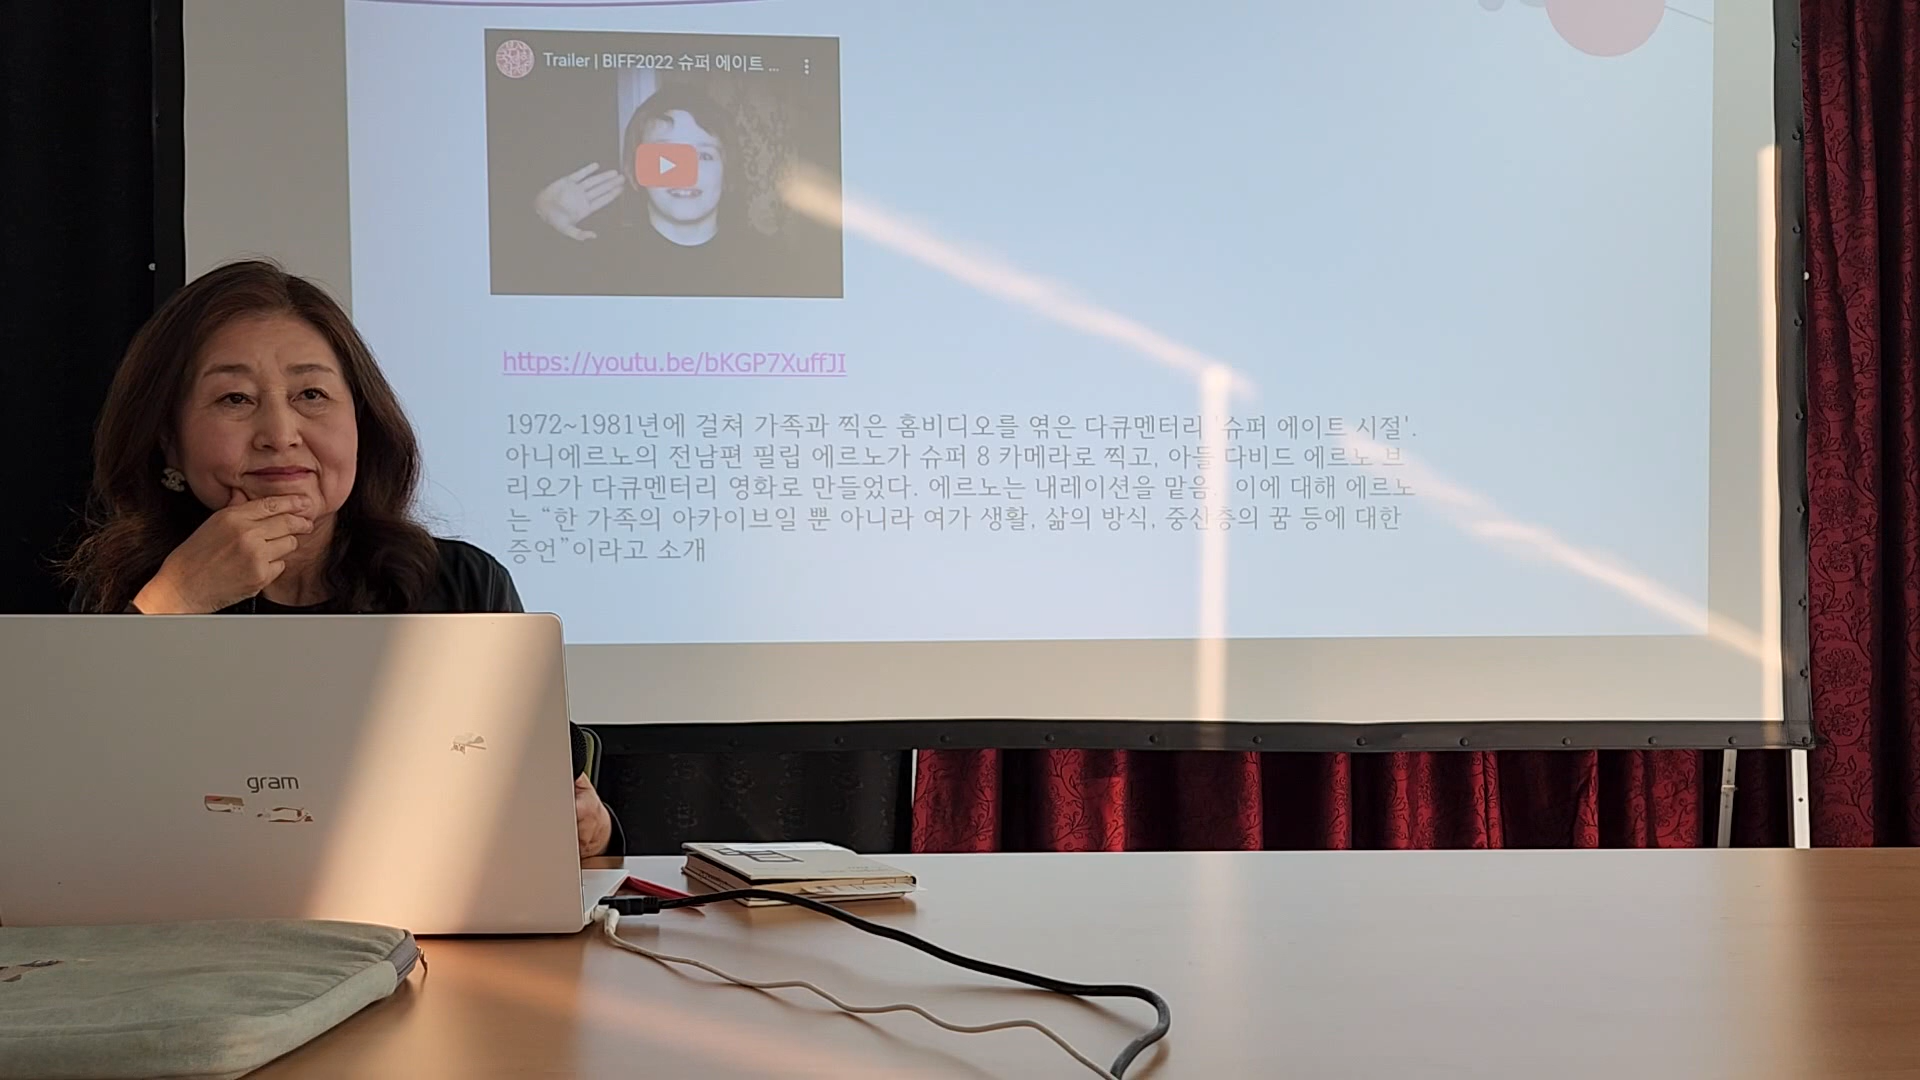 Trailer | BIFF2022 슈퍼 에이트 ...
https://youtu.be/bKGP7XuffJI
1972~1981년에 걸쳐 가족과 찍은 홈비디오를 엮은 다큐멘터리 '슈퍼 에이트 시절'.
아니에르노의 전남편 필립 에르노가 슈퍼 8 카메라로 찍고, 아들 다비드 에르노 브
리오가 다큐멘터리 영화로 만들었다. 에르노는 내레이션을 맡음. 이에 대해 에르노
는 “한 가족의 아카이브일 뿐 아니라 여가 생활, 삶의 방식, 중산층의 꿈 등에 대한
증언”이라고 소개
gram